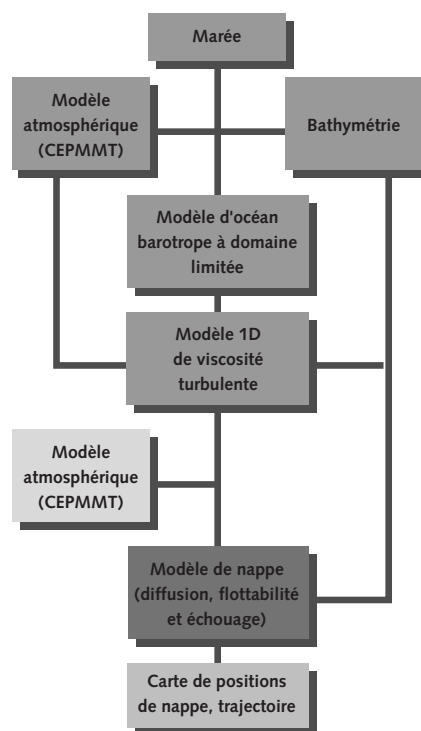 Marée
Modèle
atmosphérique
(CEPMMT)
Bathymétrie
Modèle d'océan
barotrope à domaine
limitée
Modèle 1D
de viscosité
turbulente
Modèle
atmosphérique
(CEPMMT)
Modèle de nappe
(diffusion, flottabilité
et échouage)
Carte de positions
de nappe, trajectoire